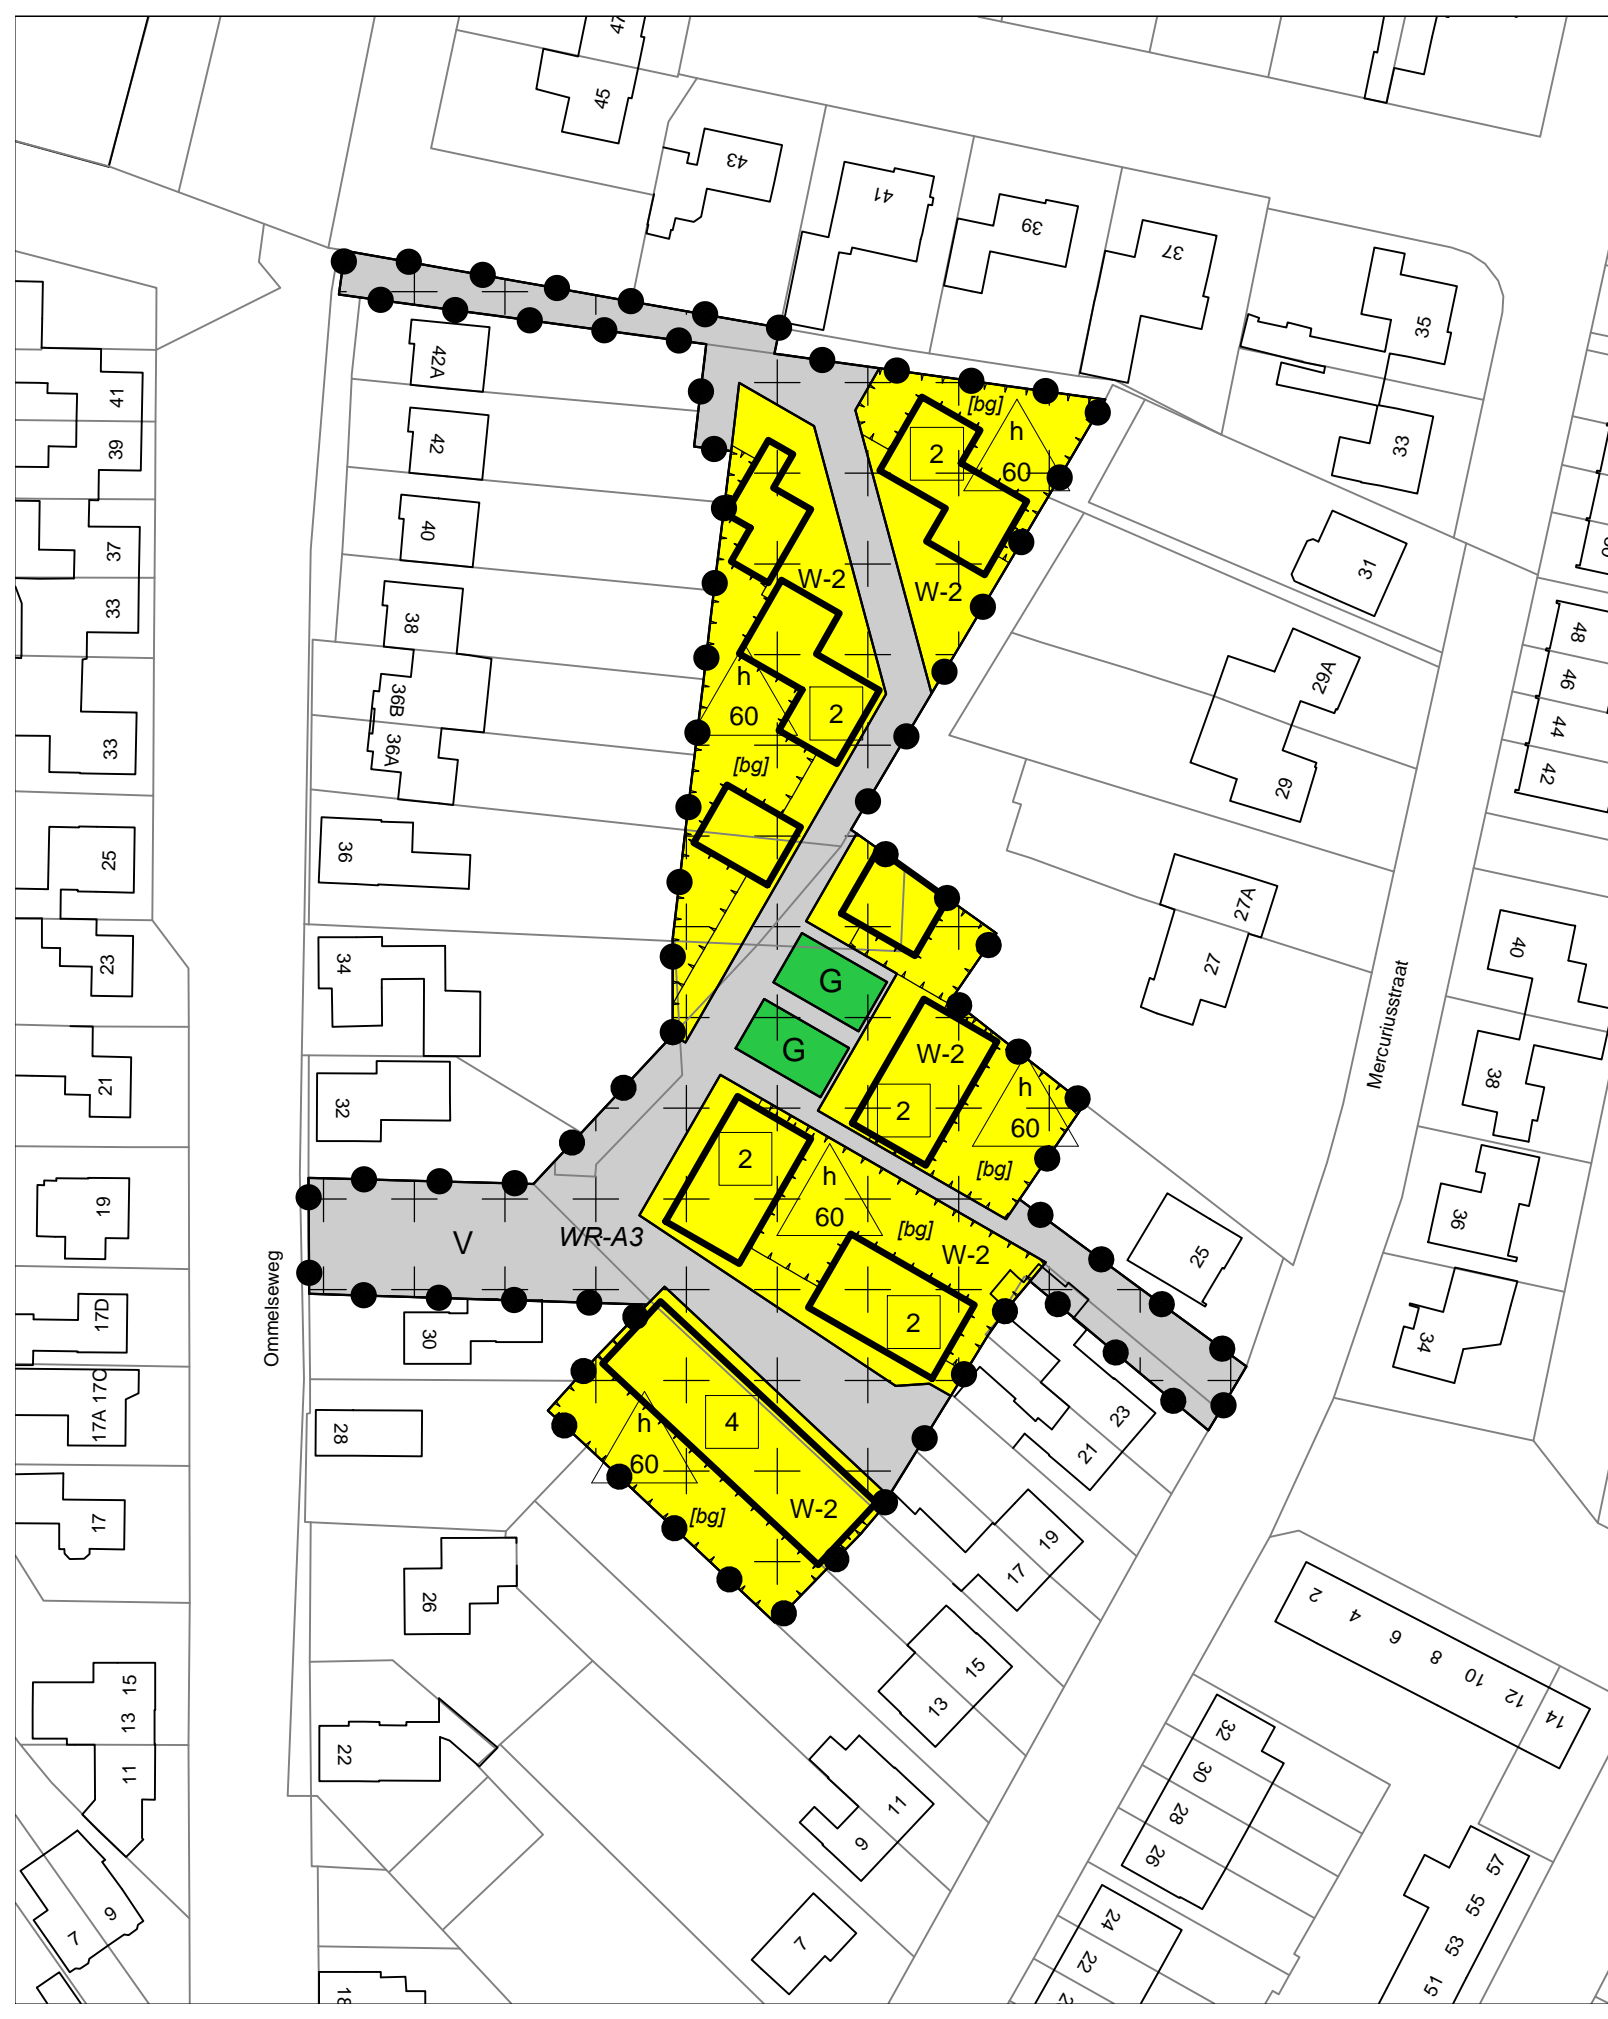 47
45
43
41
39
37
35
33
31
42A
42
40
38
36B
36A
36
34
32
30
28
26
22
18
41
39
37
33
33
25
23
21
19
17D
17A 17C
17
15
13
11
9
7
[bg]
h
60
2
W-2
W-2
h
60
2
[bg]
G
G
W-2
2
h
60
[bg]
2
h
60
[bg]
W-2
2
V
WR-A3
h
60
4
[bg]
W-2
Ommelseweg
Mercuriusstraat
29A
29
27A
27
25
23
21
19
17
15
13
11
9
7
48
46
44
42
40
38
36
34
2
4
6
8
10
12
14
32
30
28
26
24
22
57
55
53
51